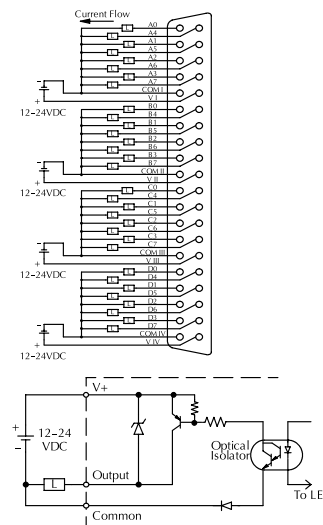 Current Flow
A0
L
A4
L
A1
L
A5
L
A2
L
A6
L
A3
L
A7
L
COM I
V I
- +
12-24VDC
B0
L
B4
L
B1
L
B5
L
B2
L
B6
L
B3
L
B7
L
COM II
V II
- +
12-24VDC
C0
L
C4
L
C1
L
C5
L
C2
L
C6
L
C3
L
C7
L
COM III
V III
- +
12-24VDC
D0
L
D4
L
D1
L
D5
L
D2
L
D6
L
D3
L
D7
L
COM IV
V IV
- +
12-24VDC
V+
+
12-24
VDC
-
Optical
Isolator
L
Output
To LE
Common